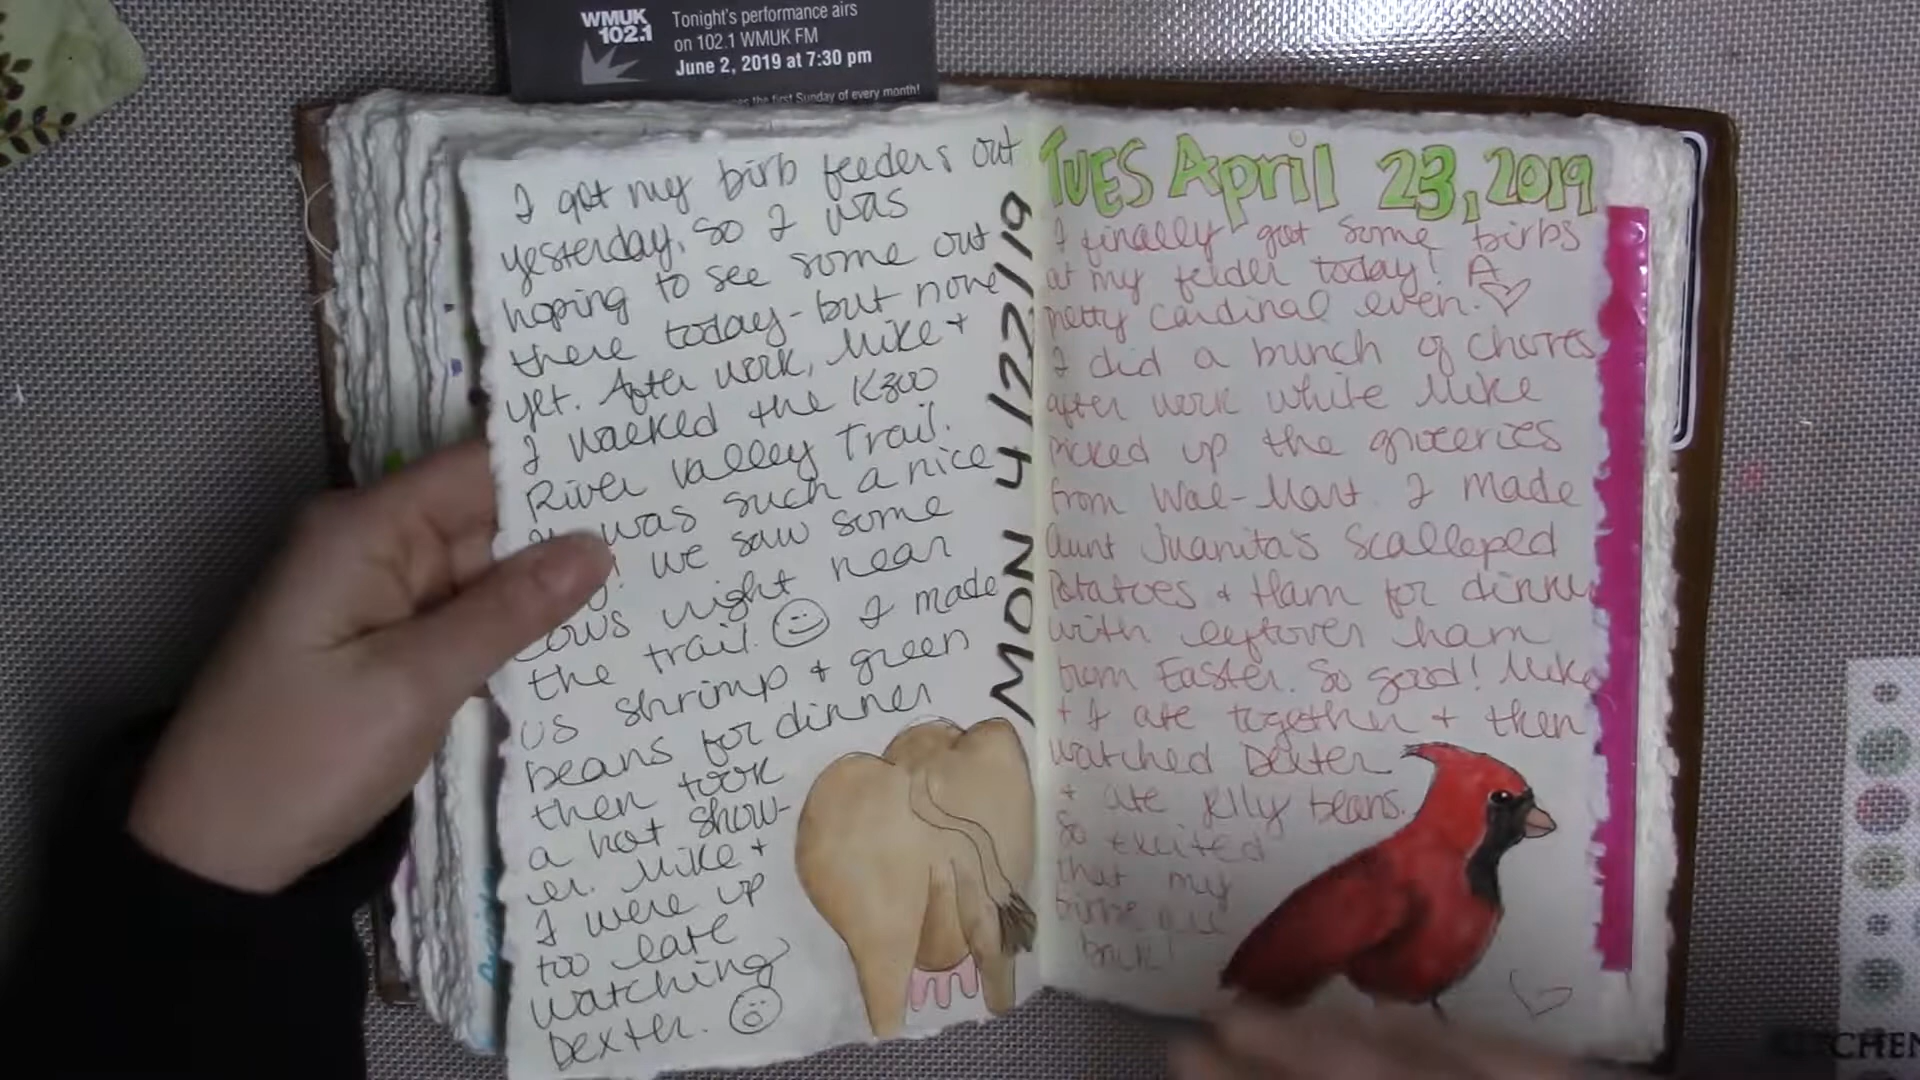 WMUK
102.1
Tonight's performance airs
on 102.1 WMUK FM
June 2, 2019 at 7:30 pm
the first Sunday of every month!
I got my birb feeders out
yesterday, so I was
hoping to see some out
there today - but none
yet. After work, Mike +
I walked the Kzoo
River Valley Trail.
was such a nice
we saw some
cows right near
the trail. I made
us shrimp + green
beans for dinner
then took
a hot show-
er. Mike +
I were up
too late
watching
Dexter.
MON 4/22/19
TUES April 23, 2019
I finally got some birbs
at my feeder today! A
pretty cardinal even.
I did a bunch of chores
after work while Mike
picked up the groceries
from Wal-Mart. I made
Aunt Juanita's Scalloped
Potatoes + Ham for dinner
with leftover ham
from Easter. So good! Mike
+ I ate together + then
watched Dexter
+ ate jelly beans.
So excited
that my
birbs are
back!
CHEN